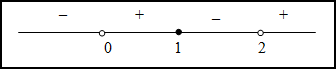 − + − +
0 1 2